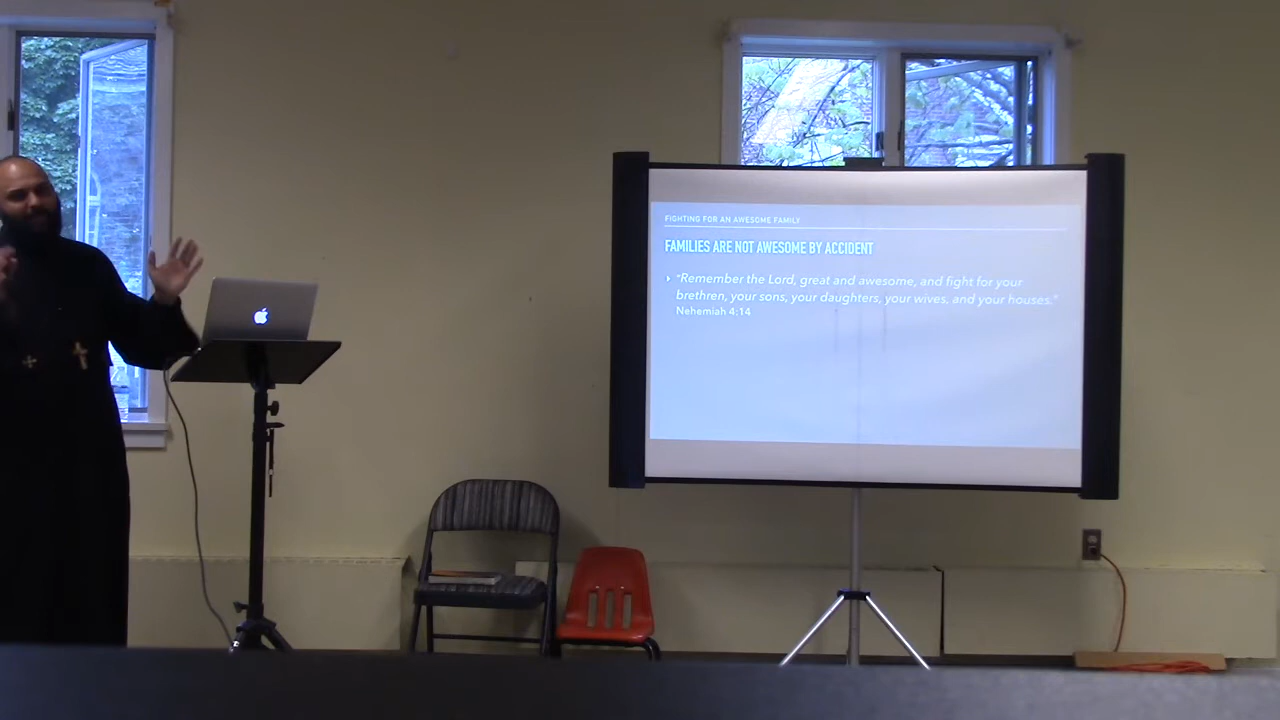 FIGHTING FOR AN AWESOME FAMILY
FAMILIES ARE NOT AWESOME BY ACCIDENT
"Remember the Lord, great and awesome, and fight for your
brethren, your sons, your daughters, your wives, and your houses."
Nehemiah 4:14